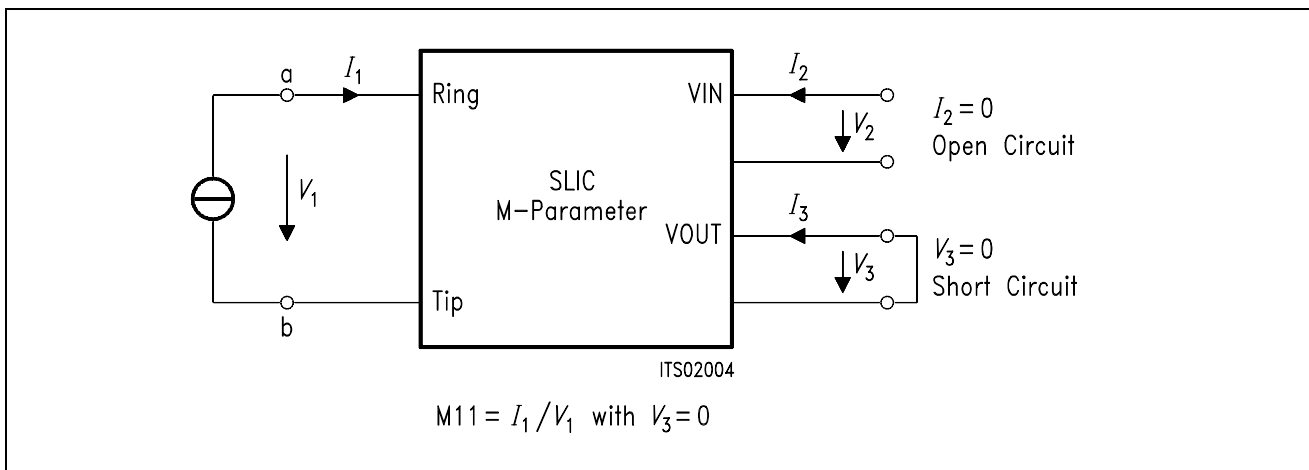 a
I₁
Ring
VIN
I₂
V₂
I₂ = 0
Open Circuit
V₁
SLIC
M-Parameter
VOUT
I₃
V₃
V₃ = 0
Short Circuit
Tip
b
ITS02004
M11 = I₁/V₁ with V₃ = 0